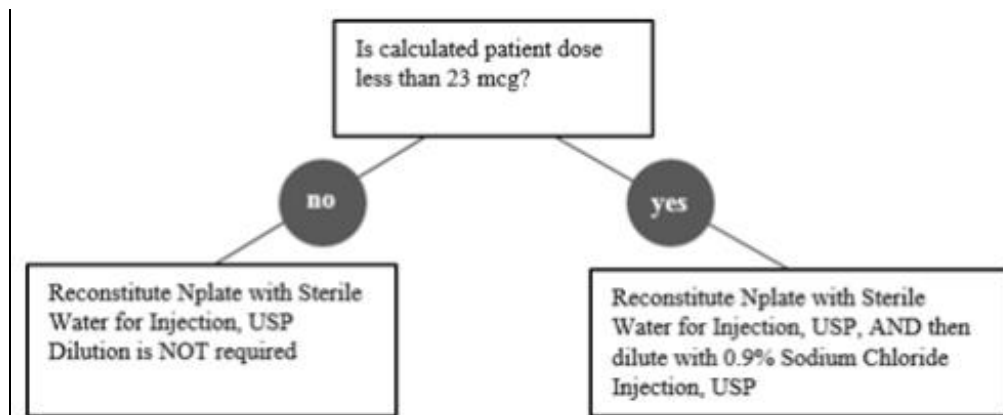 Is calculated patient dose
less than 23 mcg?
no
yes
Reconstitute Nplate with Sterile
Water for Injection, USP
Dilution is NOT required
Reconstitute Nplate with Sterile
Water for Injection, USP, AND then
dilute with 0.9% Sodium Chloride
Injection, USP